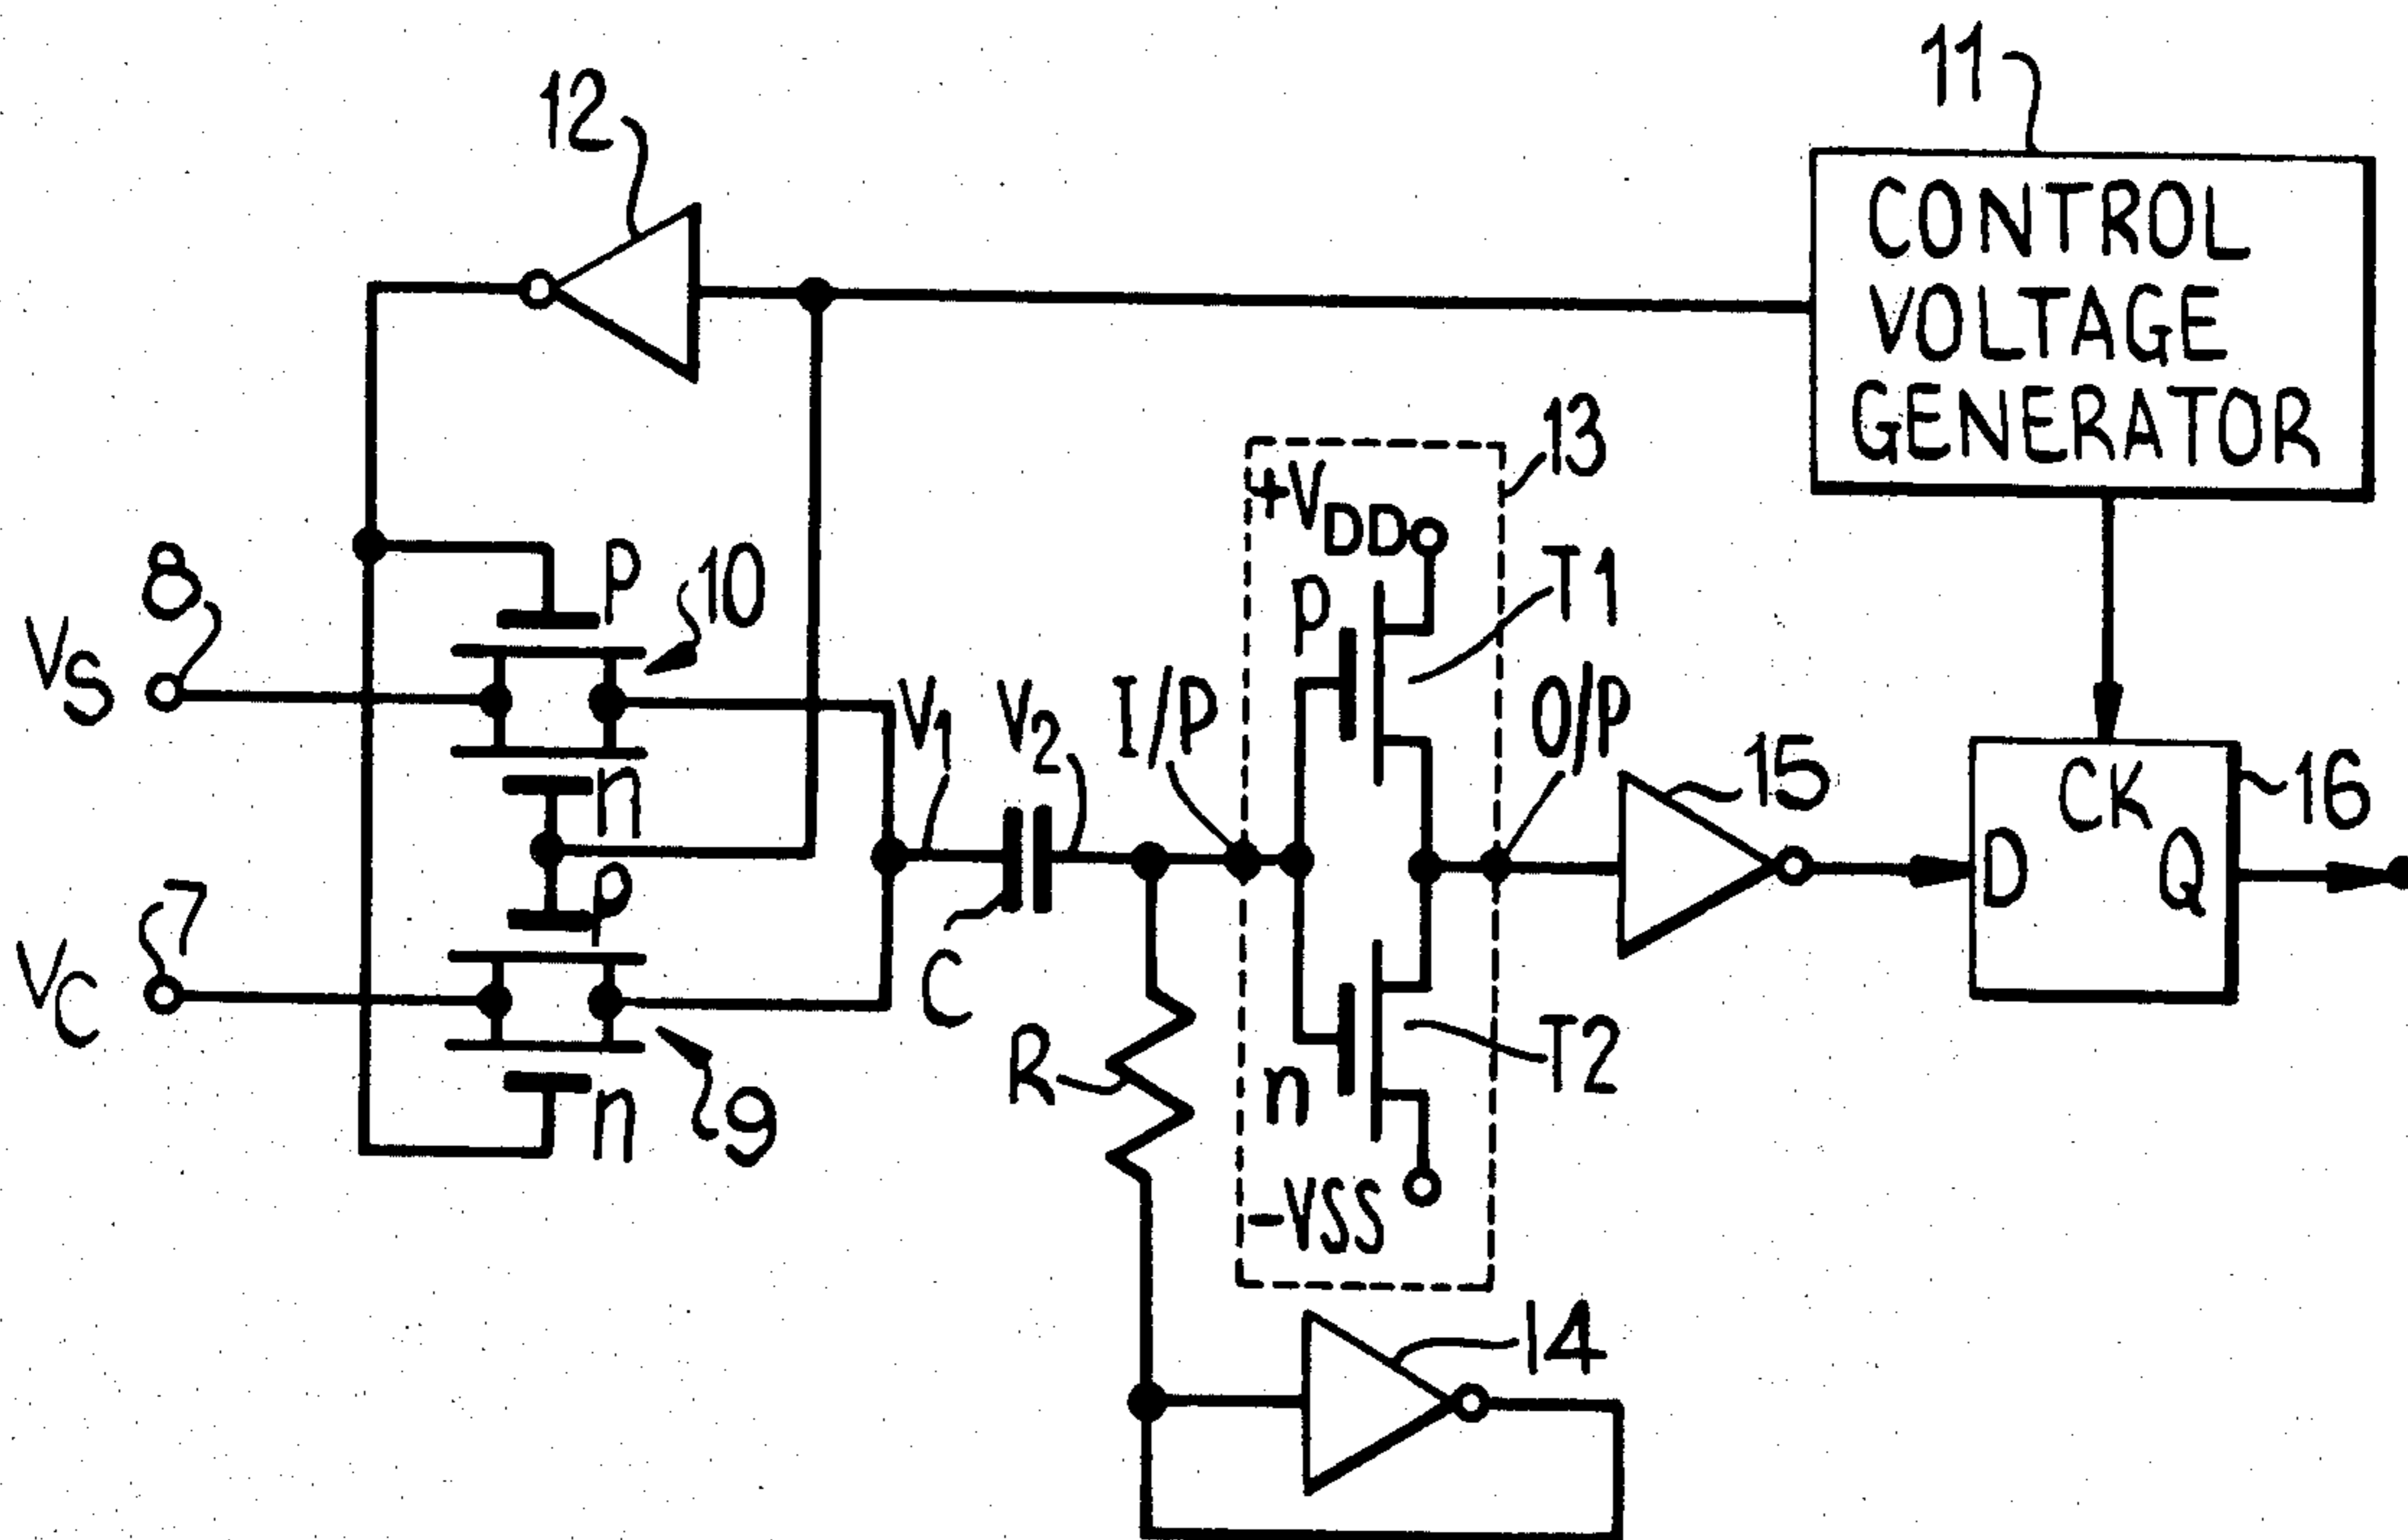 11
12
CONTROL
VOLTAGE
GENERATOR
13
+VDD
8
p
10
T1
p
VS
V1
V2
I/P
O/P
15
n
CK
16
D
Q
p
7
VC
C
R
n
T2
9
n
-VSS
14